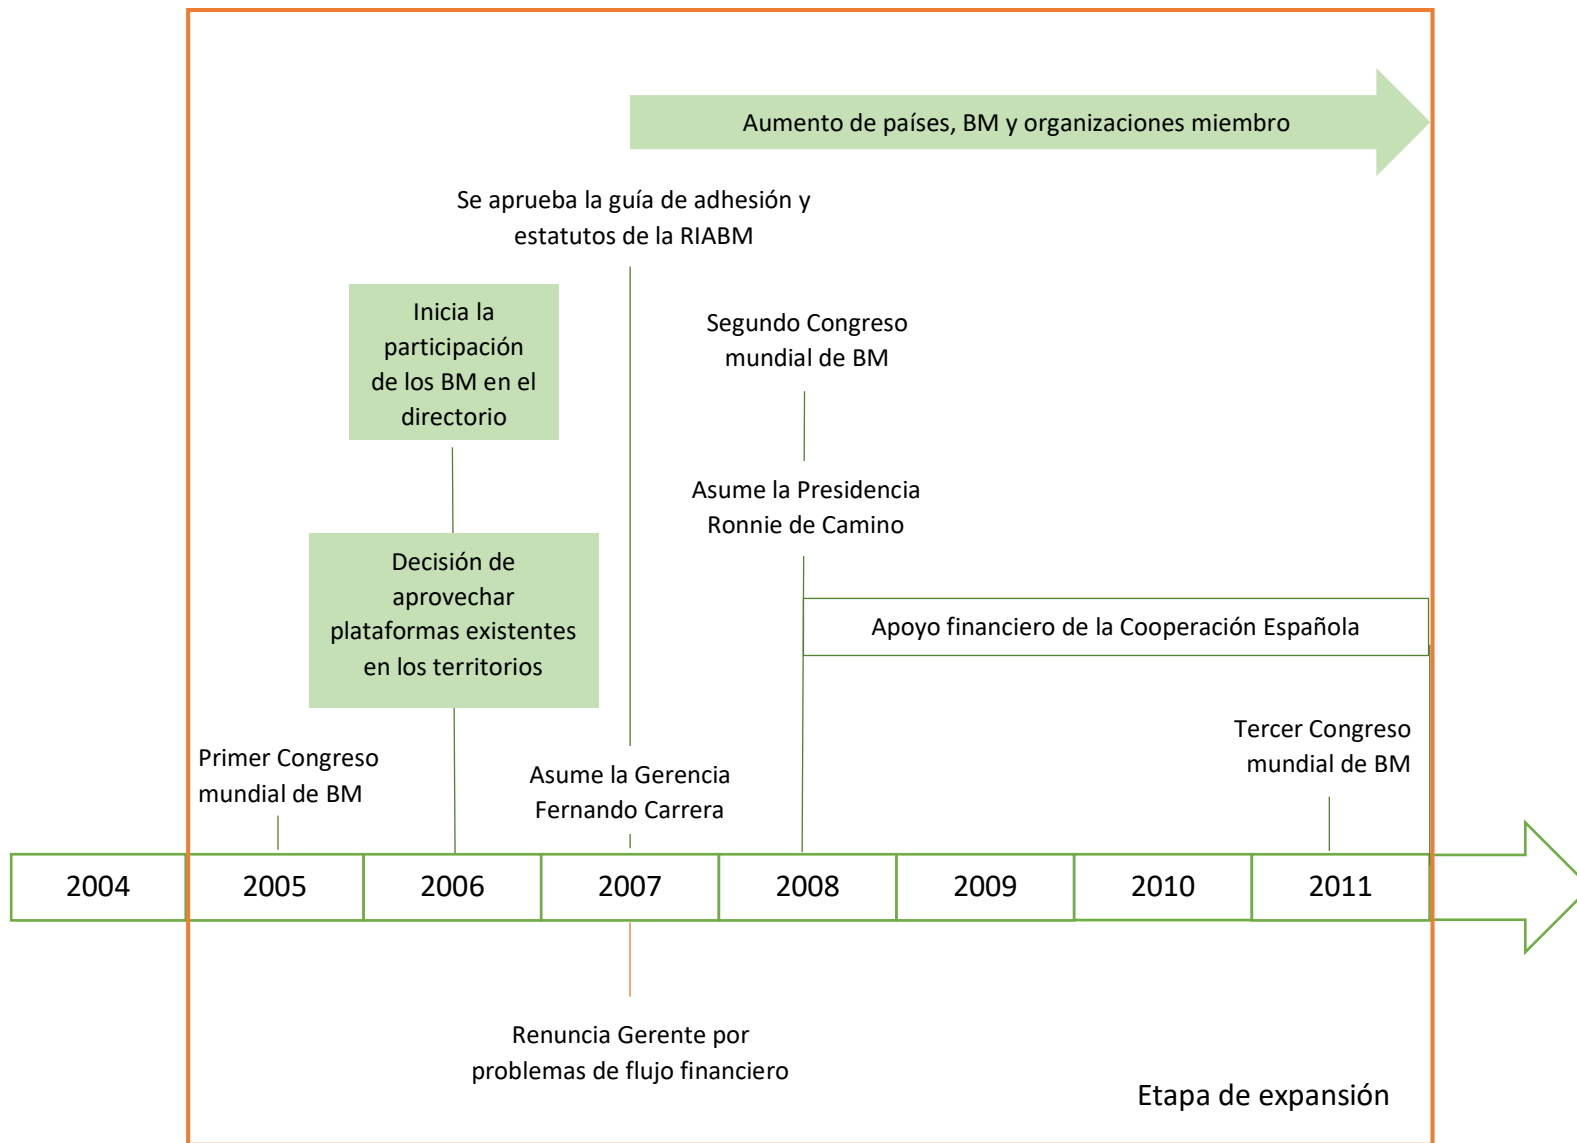 Aumento de países, BM y organizaciones miembro
Se aprueba la guía de adhesión y
estatutos de la RIABM
Inicia la
participación
de los BM en el
directorio
Segundo Congreso
mundial de BM
Asume la Presidencia
Ronnie de Camino
Decisión de
aprovechar
plataformas existentes
en los territorios
Apoyo financiero de la Cooperación Española
Primer Congreso
mundial de BM
Asume la Gerencia
Fernando Carrera
Tercer Congreso
mundial de BM
2004 2005 2006 2007 2008 2009 2010 2011
Renuncia Gerente por
problemas de flujo financiero
Etapa de expansión